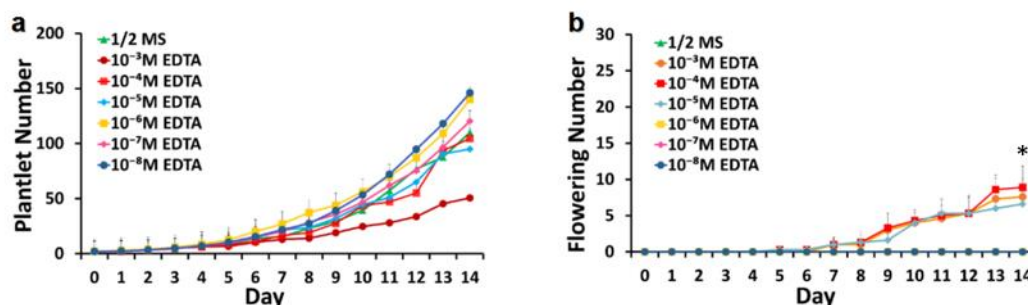 a
Plantlet Number
200
150
100
50
0
1/2 MS
10⁻³M EDTA
10⁻⁴M EDTA
10⁻⁵M EDTA
10⁻⁶M EDTA
10⁻⁷M EDTA
10⁻⁸M EDTA
0 1 2 3 4 5 6 7 8 9 10 11 12 13 14
Day
b
Flowering Number
30
25
20
15
10
5
0
1/2 MS
10⁻³M EDTA
10⁻⁴M EDTA
10⁻⁵M EDTA
10⁻⁶M EDTA
10⁻⁷M EDTA
10⁻⁸M EDTA
*
0 1 2 3 4 5 6 7 8 9 10 11 12 13 14
Day